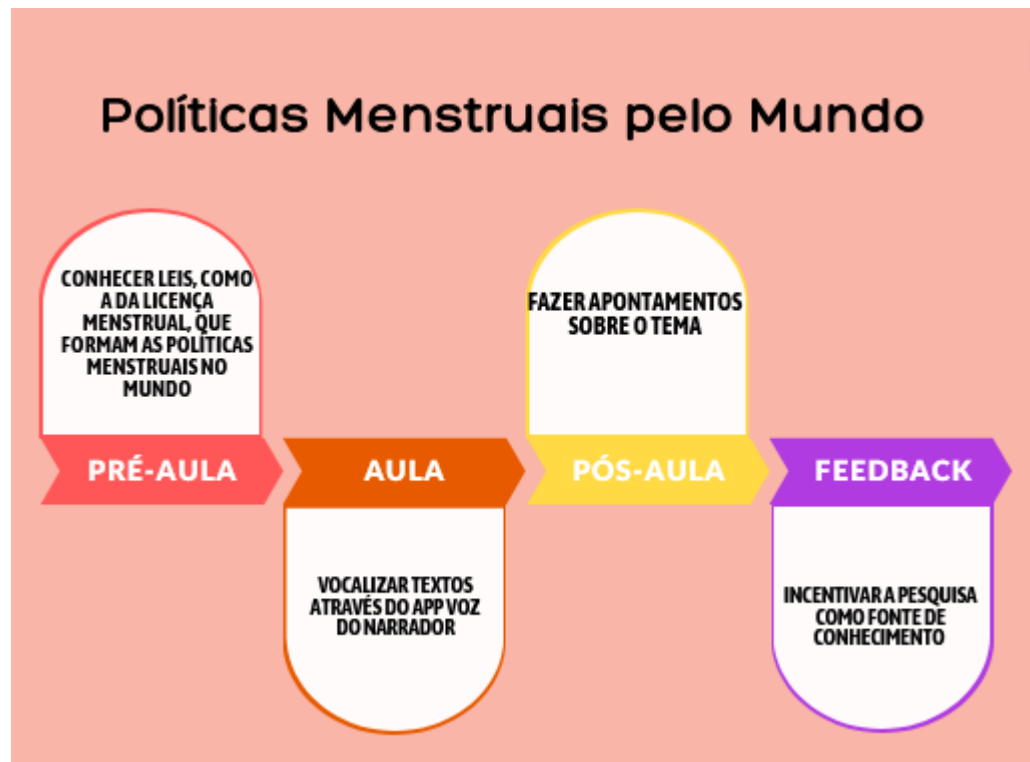 Políticas Menstruais pelo Mundo
CONHECER LEIS, COMO
A DA LICENÇA
MENSTRUAL, QUE
FORMAM AS POLÍTICAS
MENSTRUAIS NO
MUNDO
PRÉ-AULA
AULA
VOCALIZAR TEXTOS
ATRAVÉS DO APP VOZ
DO NARRADOR
FAZER APONTAMENTOS
SOBRE O TEMA
PÓS-AULA
FEEDBACK
INCENTIVAR A PESQUISA
COMO FONTE DE
CONHECIMENTO